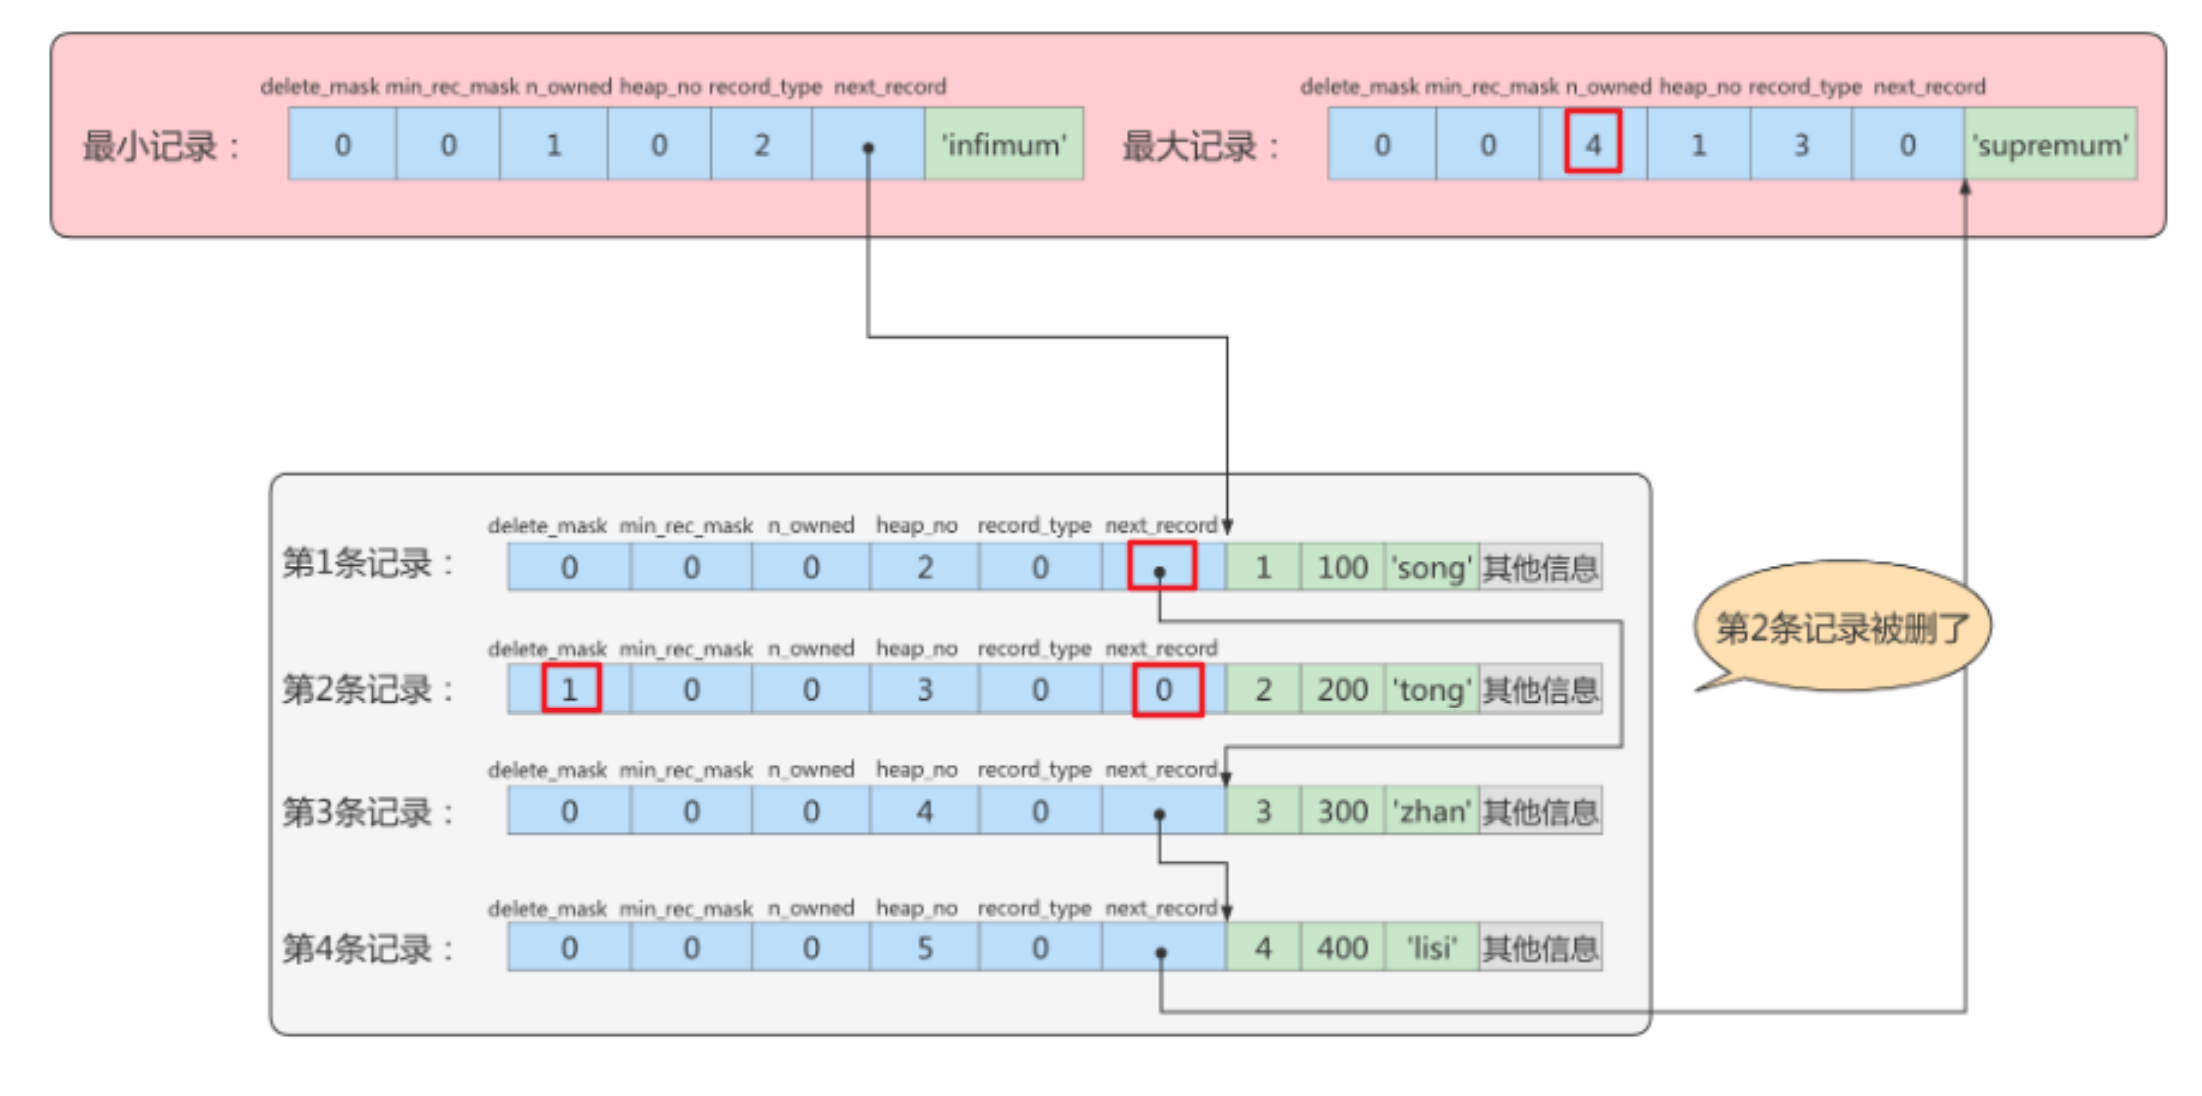 delete_mask min_rec_mask n_owned heap_no record_type next_record
最小记录： 0 0 1 0 2 'infimum'
delete_mask min_rec_mask n_owned heap_no record_type next_record
最大记录： 0 0 4 1 3 0 'supremum'
delete_mask min_rec_mask n_owned heap_no record_type next_record
第1条记录： 0 0 0 2 0 1 100 'song' 其他信息
delete_mask min_rec_mask n_owned heap_no record_type next_record
第2条记录： 1 0 0 3 0 0 2 200 'tong' 其他信息
第2条记录被删了
delete_mask min_rec_mask n_owned heap_no record_type next_record
第3条记录： 0 0 0 4 0 3 300 'zhan' 其他信息
delete_mask min_rec_mask n_owned heap_no record_type next_record
第4条记录： 0 0 0 5 0 4 400 'lisi' 其他信息